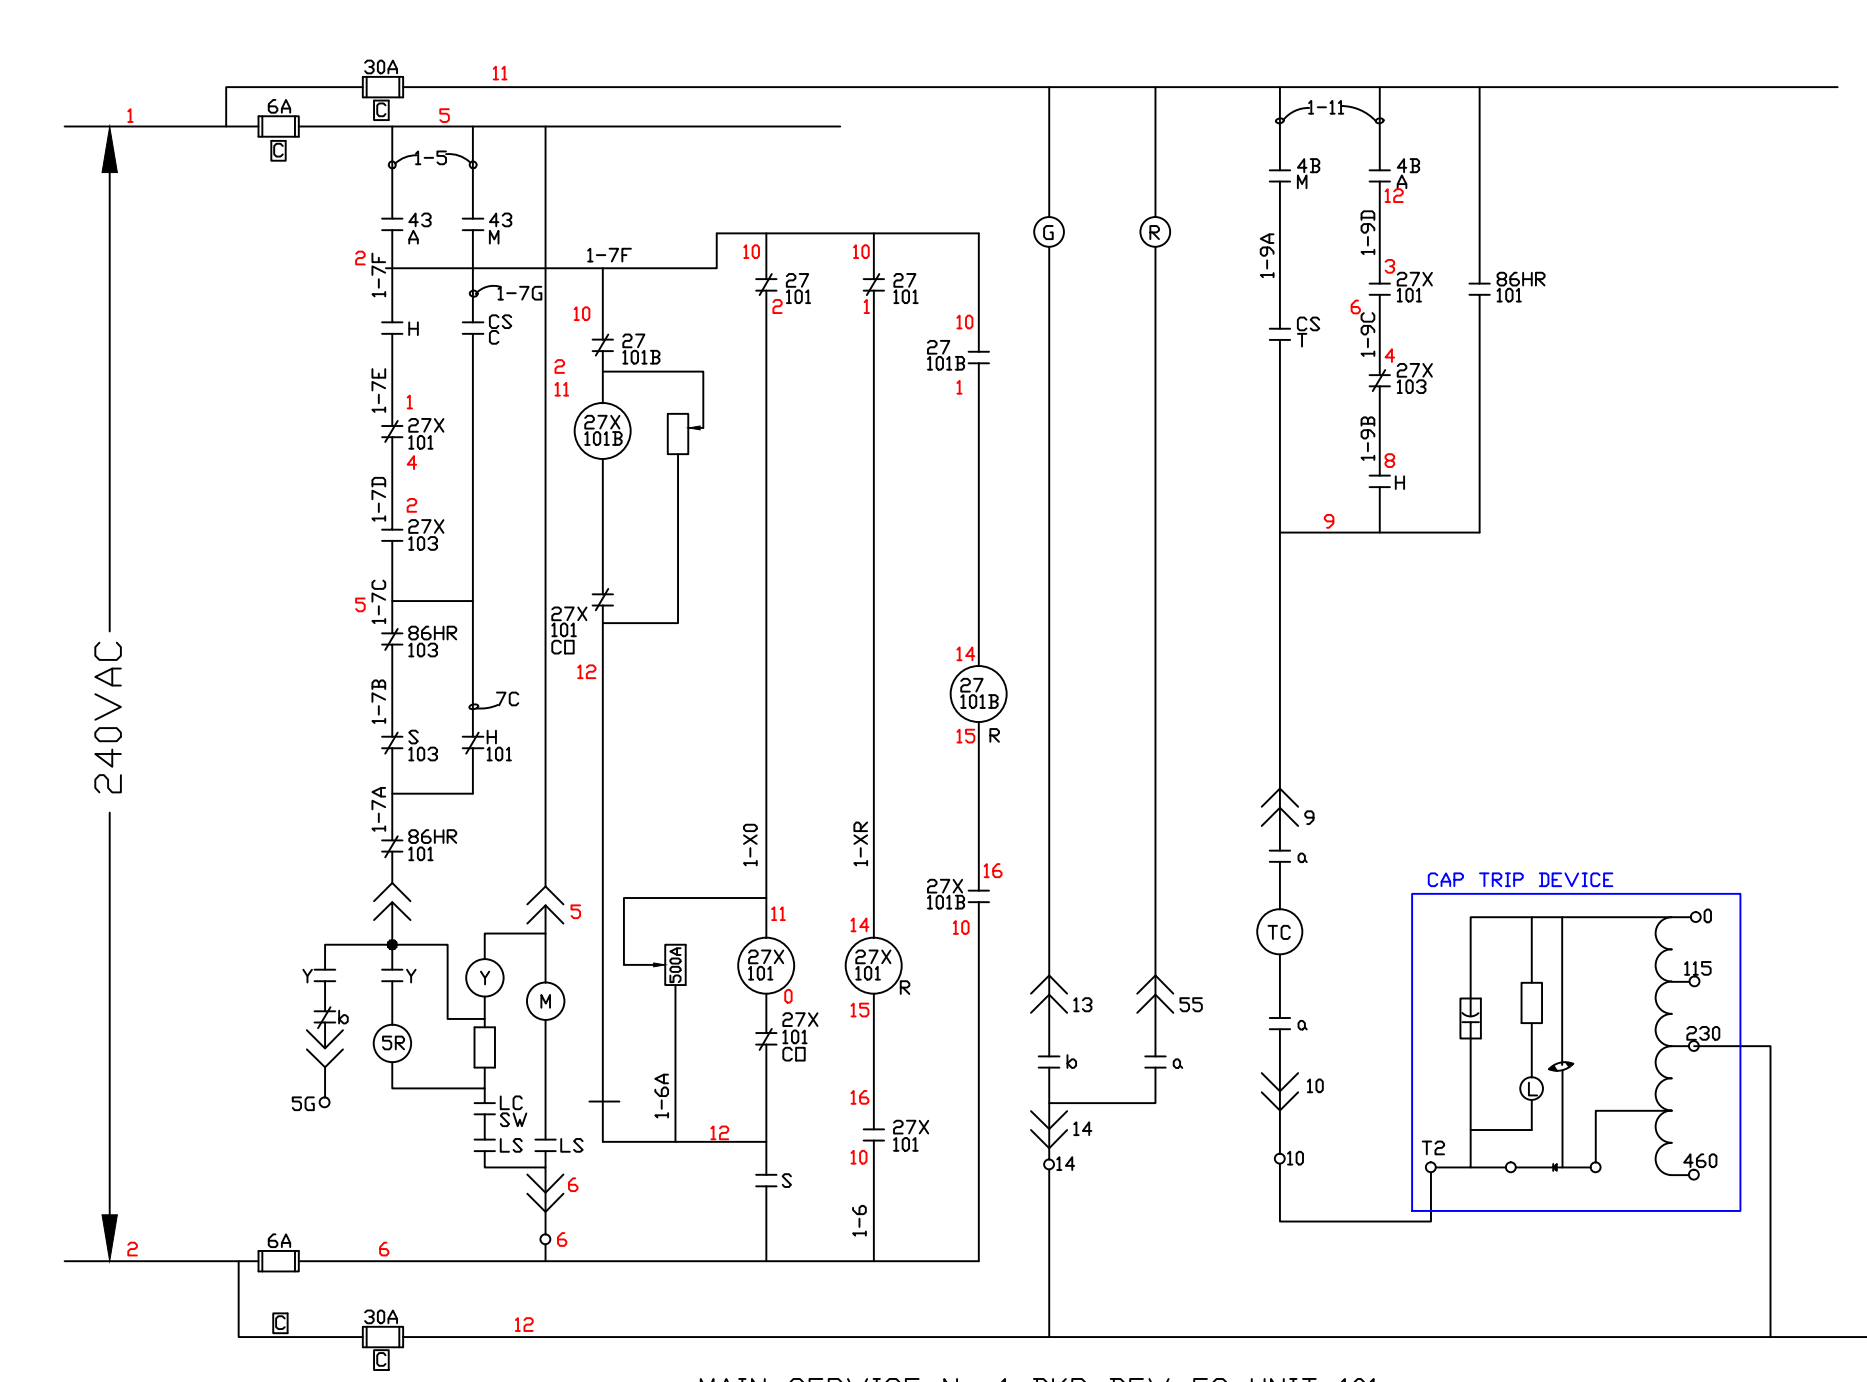 30A
11
C
6A
1
5
C
1-5
1-11
43
A
43
M
4B
M
4B
A
12
G
R
2
1-7F
1-7F
10
10
1-9A
1-9D
1-7G
27
101
2
27
101
1
3
27X
101
6
86HR
101
H
CS
C
10
27
101B
10
27
101B
1
CS
T
1-9C
4
27X
103
2
11
1-7E
1
27X
101
4
27X
101B
1-9B
8
H
1-7D
2
27X
103
9
1-7C
5
86HR
103
27X
101
CO
12
14
27
101B
15
R
240VAC
1-7B
7C
S
103
H
101
1-7A
86HR
101
1-X0
1-XR
16
27X
101B
10
9
a
CAP TRIP DEVICE
5
11
14
TC
0
Y
Y
Y
M
500A
27X
101
0
27X
101
R
15
115
b
5R
27X
101
CO
13
55
a
230
5G
LC
SW
LS
LS
1-6A
12
16
27X
101
10
b
a
10
L
14
14
10
T2
460
S
6
6
1-6
2
6A
6
C
30A
12
C